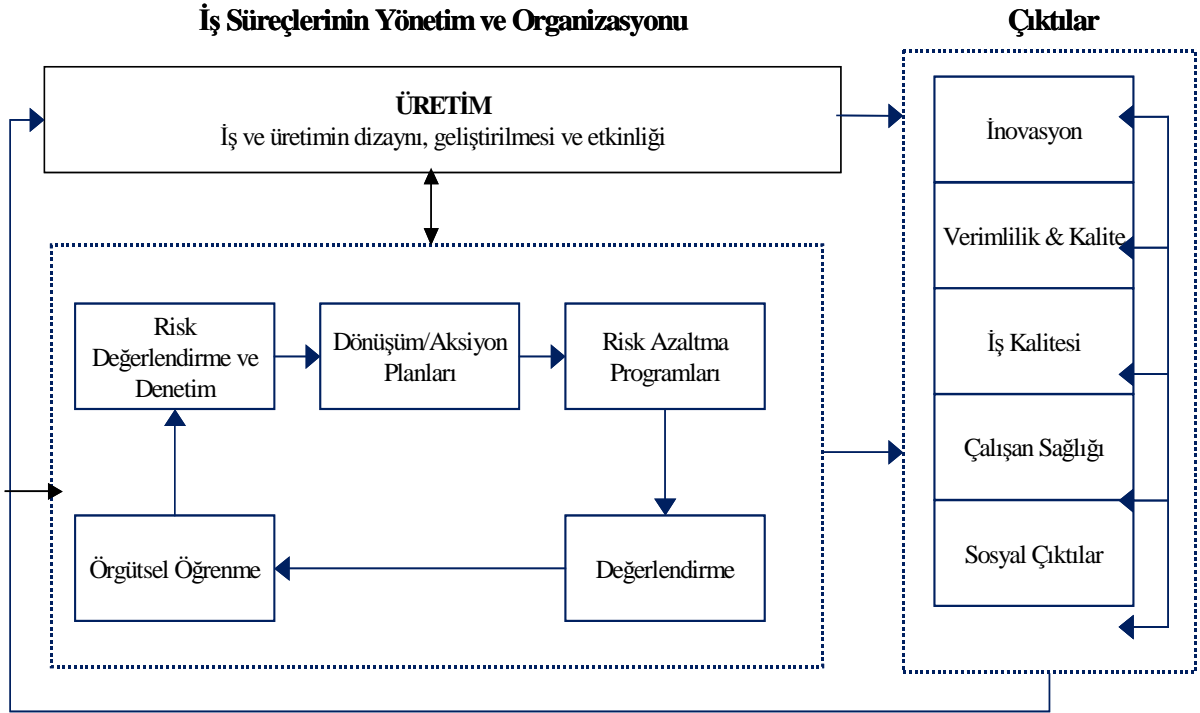 İş Süreçlerinin Yönetim ve Organizasyonu
Çıktılar
ÜRETİM
İş ve üretimin dizaynı, geliştirilmesi ve etkinliği
Risk
Değerlendirme ve
Denetim
Dönüşüm/Aksiyon
Planları
Risk Azaltma
Programları
Örgütsel Öğrenme
Değerlendirme
İnovasyon
Verimlilik & Kalite
İş Kalitesi
Çalışan Sağlığı
Sosyal Çıktılar